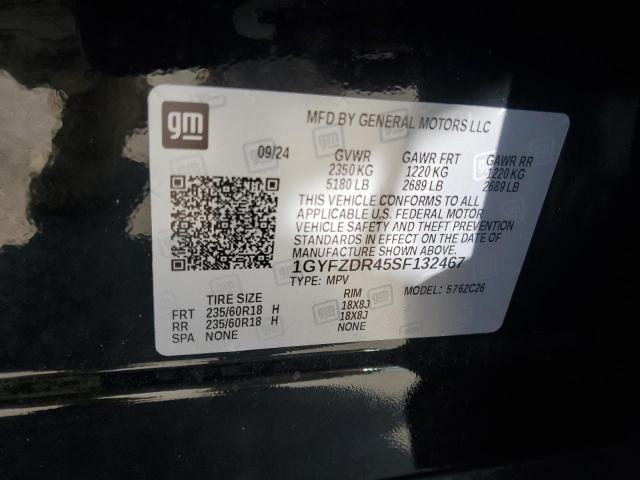 gm
MFD BY GENERAL MOTORS LLC
09/24 GVWR GAWR FRT GAWR RR
2350 KG 1220 KG 1220 KG
5180 LB 2689 LB 2689 LB
THIS VEHICLE CONFORMS TO ALL
APPLICABLE U.S. FEDERAL MOTOR
VEHICLE SAFETY AND THEFT PREVENTION
STANDARDS IN EFFECT ON THE DATE OF
MANUFACTURE SHOWN ABOVE.
1GYFZDR45SF132467
TYPE: MPV MODEL: 576ZC26
TIRE SIZE RIM
FRT 235/60R18 H 18X8J
RR 235/60R18 H 18X8J
SPA NONE NONE